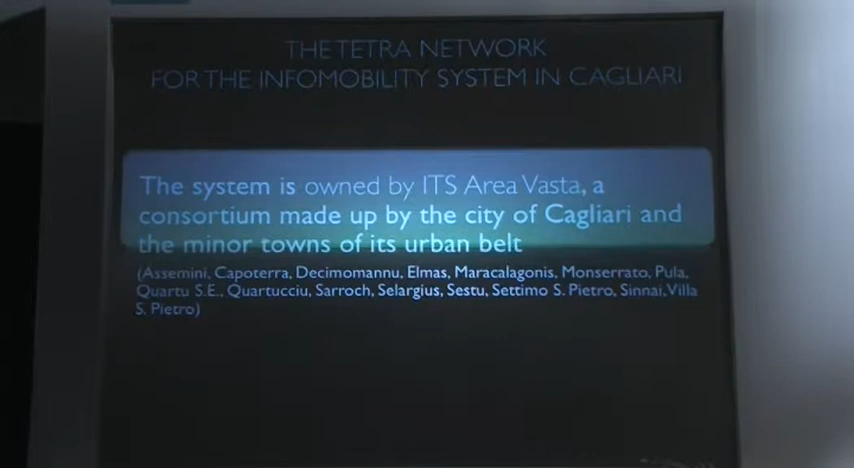 THE TETRA NETWORK
FOR THE INFOMOBILITY SYSTEM IN CAGLIARI
The system is owned by ITS Area Vasta, a
consortium made up by the city of Cagliari and
the minor towns of its urban belt
(Assemini, Capoterra, Decimomannu, Elmas, Maracalagonis, Monserrato, Pula,
Quartu S.E., Quartucciu, Sarroch, Selargius, Sestu, Settimo S. Pietro, Sinnai, Villa
S. Pietro)